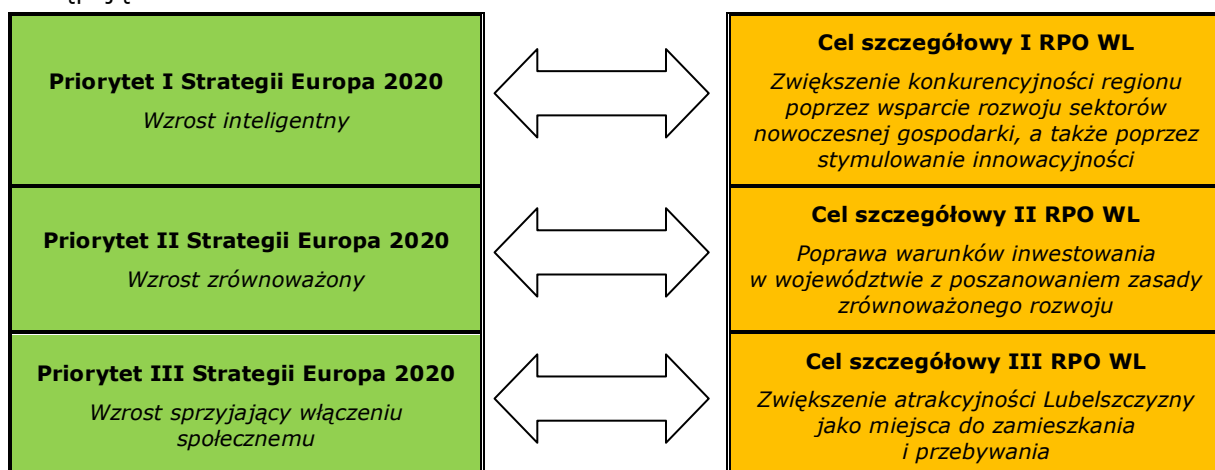 Priorytet I Strategii Europa 2020
Wzrost inteligentny
Cel szczegółowy I RPO WL
Zwiększenie konkurencyjności regionu
poprzez wsparcie rozwoju sektorów
nowoczesnej gospodarki, a także poprzez
stymulowanie innowacyjności
Priorytet II Strategii Europa 2020
Wzrost zrównoważony
Cel szczegółowy II RPO WL
Poprawa warunków inwestowania
w województwie z poszanowaniem zasady
zrównoważonego rozwoju
Priorytet III Strategii Europa 2020
Wzrost sprzyjający włączeniu
społecznemu
Cel szczegółowy III RPO WL
Zwiększenie atrakcyjności Lubelszczyzny
jako miejsca do zamieszkania
i przebywania